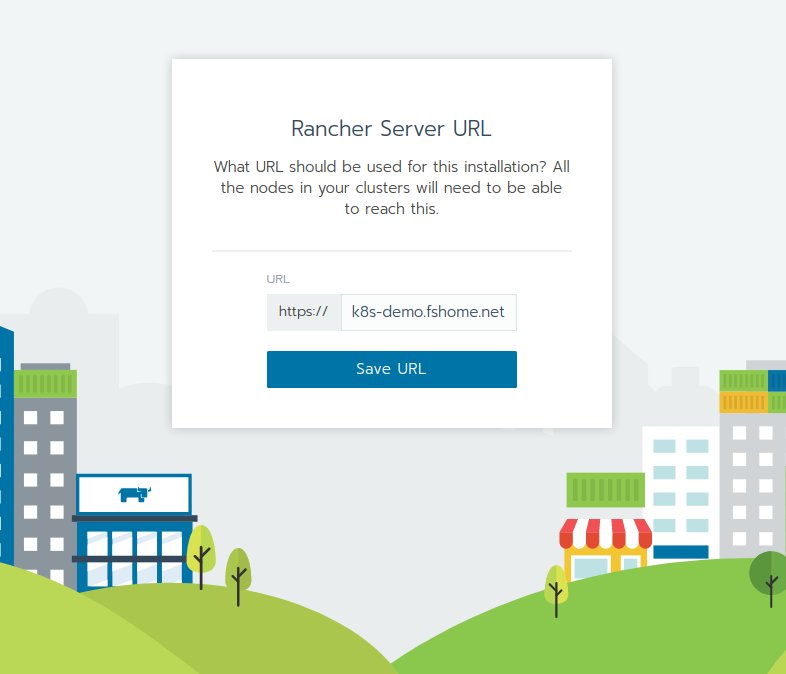 Rancher Server URL
What URL should be used for this installation? All
the nodes in your clusters will need to be able
to reach this.
URL
https:// k8s-demo.fshome.net
Save URL